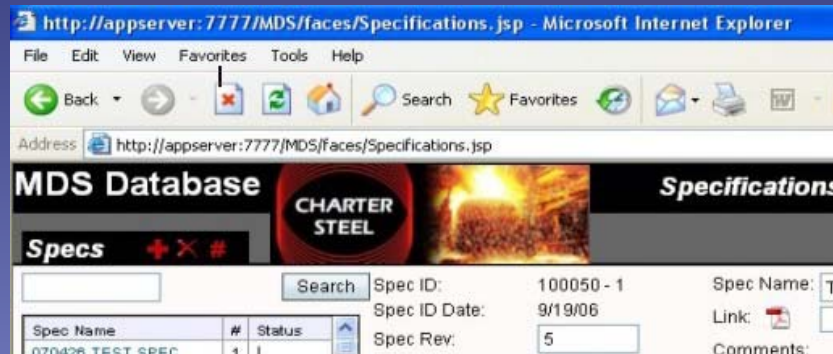 http://appserver:7777/MDS/faces/Specifications.jsp - Microsoft Internet Explorer
File Edit View Favorites Tools Help
Back Search Favorites
Address http://appserver:7777/MDS/faces/Specifications.jsp
MDS Database
CHARTER
STEEL
Specifications
Specs + × #
Search
Spec ID: 100050 - 1
Spec Name: T
Spec ID Date: 9/19/06
Link:
Spec Name # Status
Spec Rev: 5
Comments:
070426 TEST SPEC 1 I